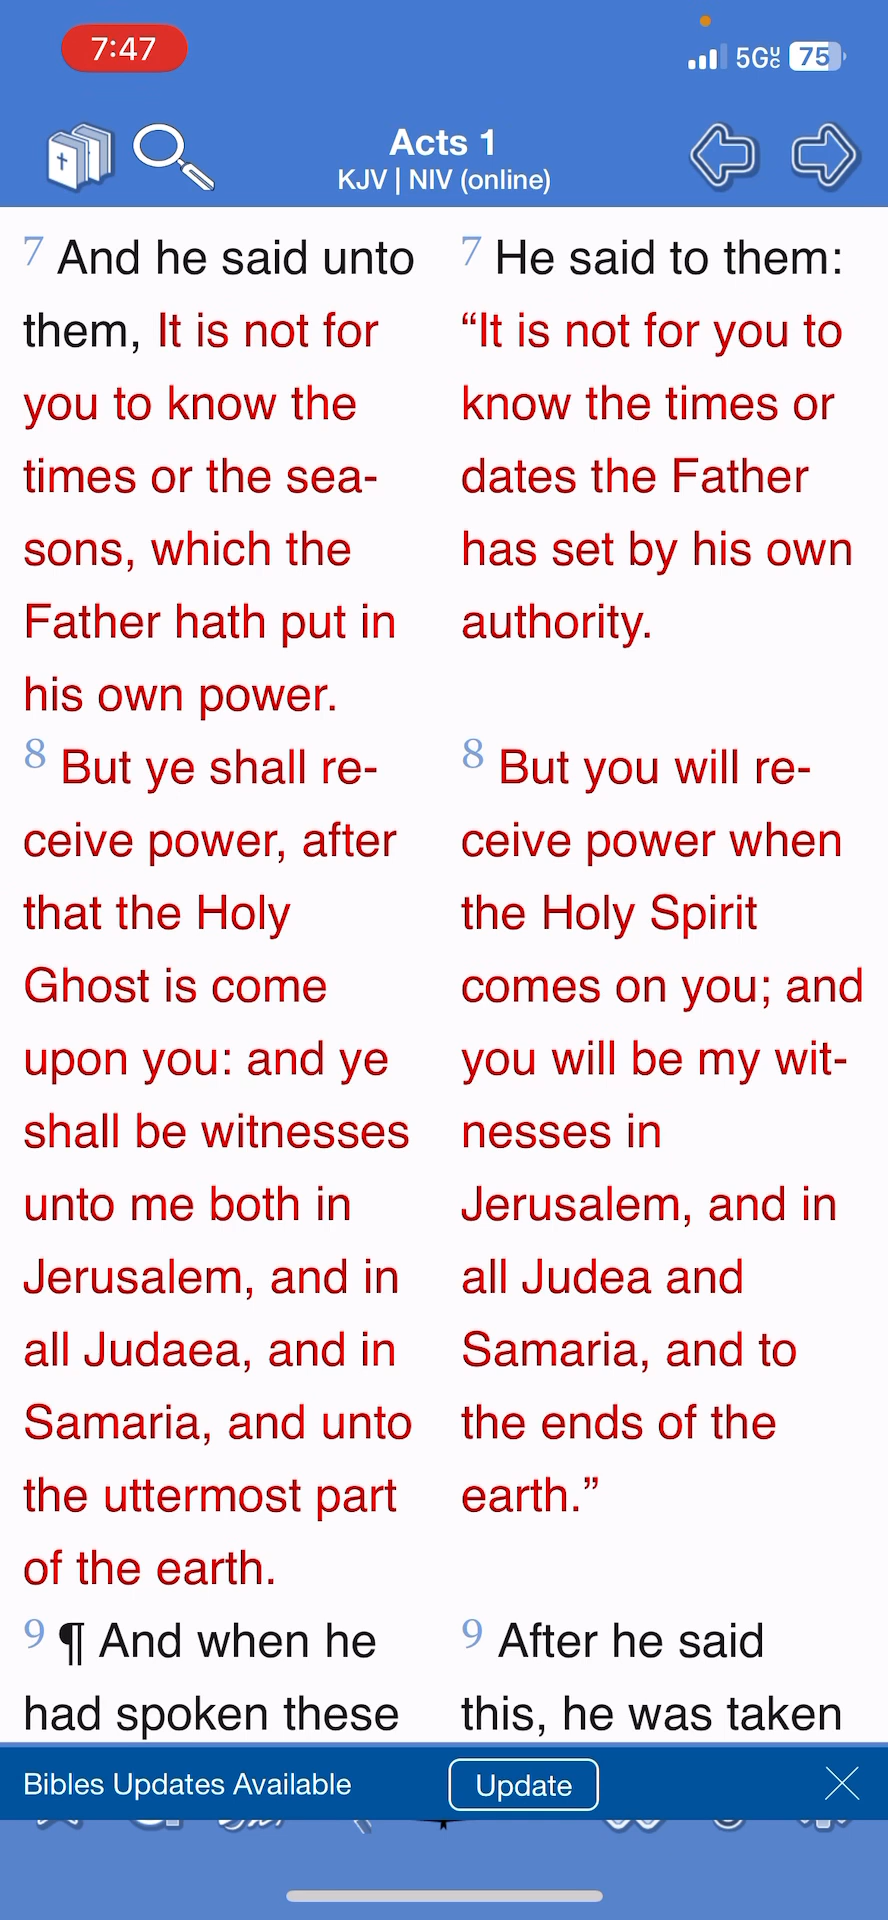 7:47
5GUC 75
Acts 1
KJV | NIV (online)
7 And he said unto
them, It is not for
you to know the
times or the sea-
sons, which the
Father hath put in
his own power.
8 But ye shall re-
ceive power, after
that the Holy
Ghost is come
upon you: and ye
shall be witnesses
unto me both in
Jerusalem, and in
all Judaea, and in
Samaria, and unto
the uttermost part
of the earth.
9 ¶ And when he
had spoken these
7 He said to them:
“It is not for you to
know the times or
dates the Father
has set by his own
authority.
8 But you will re-
ceive power when
the Holy Spirit
comes on you; and
you will be my wit-
nesses in
Jerusalem, and in
all Judea and
Samaria, and to
the ends of the
earth.”
9 After he said
this, he was taken
Bibles Updates Available
Update